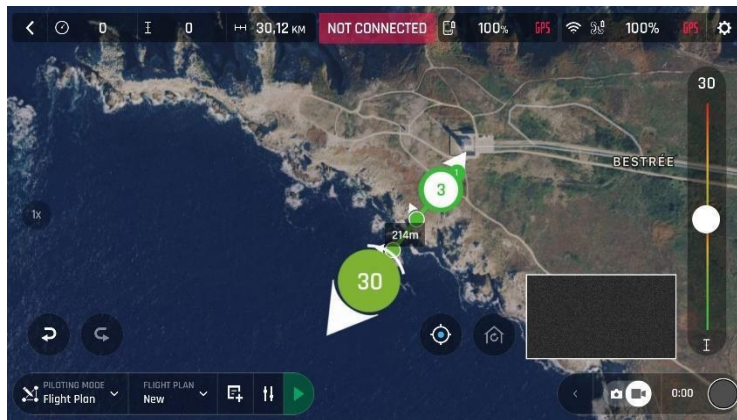 0 0 30,12 KM NOT CONNECTED 100% GPS 100% GPS
30
BESTRÉE
1
3
1x
214m
30
PILOTING MODE
Flight Plan
FLIGHT PLAN
New
0:00